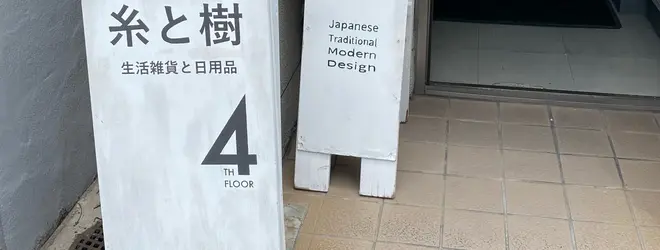 糸と樹
生活雑貨と日用品
4
TH
FLOOR
Japanese
Traditional
Modern
Design